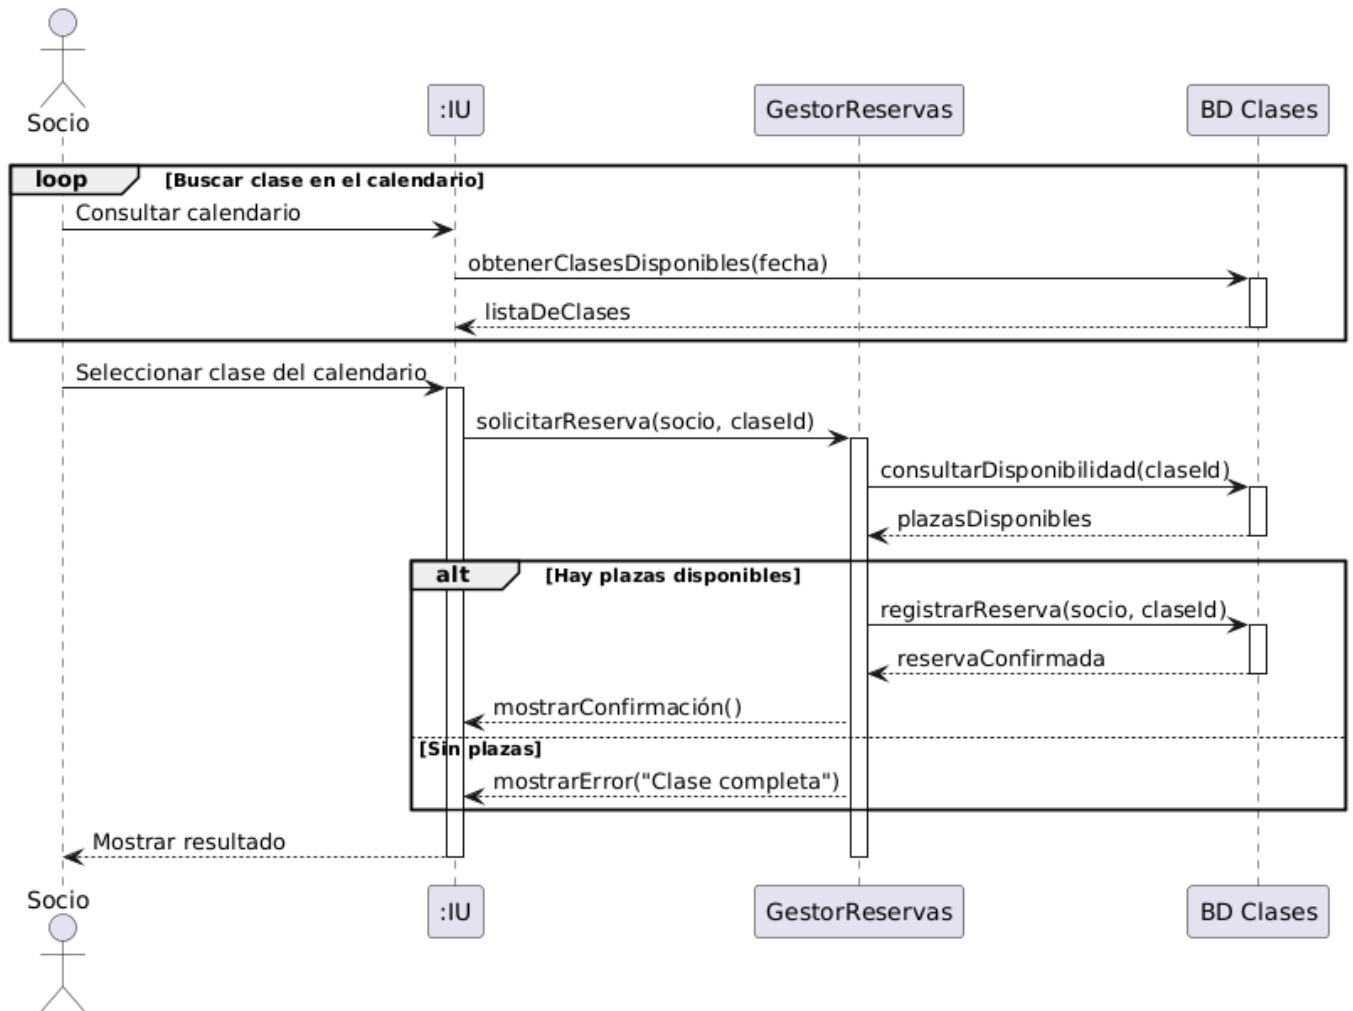 Socio
:IU
GestorReservas
BD Clases
loop
[Buscar clase en el calendario]
Consultar calendario
obtenerClasesDisponibles(fecha)
listaDeClases
Seleccionar clase del calendario
solicitarReserva(socio, claseId)
consultarDisponibilidad(claseId)
plazasDisponibles
alt
[Hay plazas disponibles]
registrarReserva(socio, claseId)
reservaConfirmada
mostrarConfirmación()
[Sin plazas]
mostrarError("Clase completa")
Mostrar resultado
Socio
:IU
GestorReservas
BD Clases